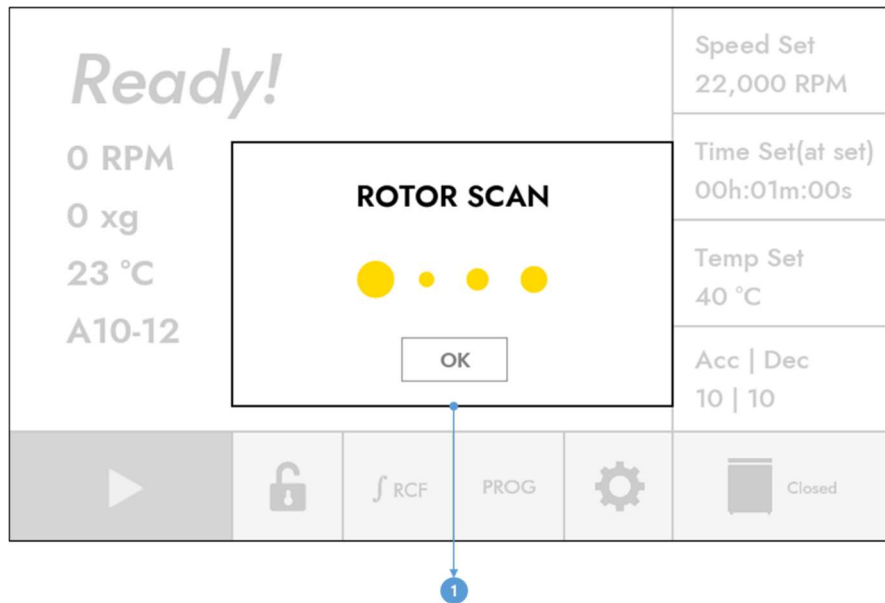 Ready!
0 RPM
0 xg
23 °C
A10-12
ROTOR SCAN
OK
Speed Set
22,000 RPM
Time Set(at set)
00h:01m:00s
Temp Set
40 °C
Acc | Dec
10 | 10
∫ RCF
PROG
Closed
1